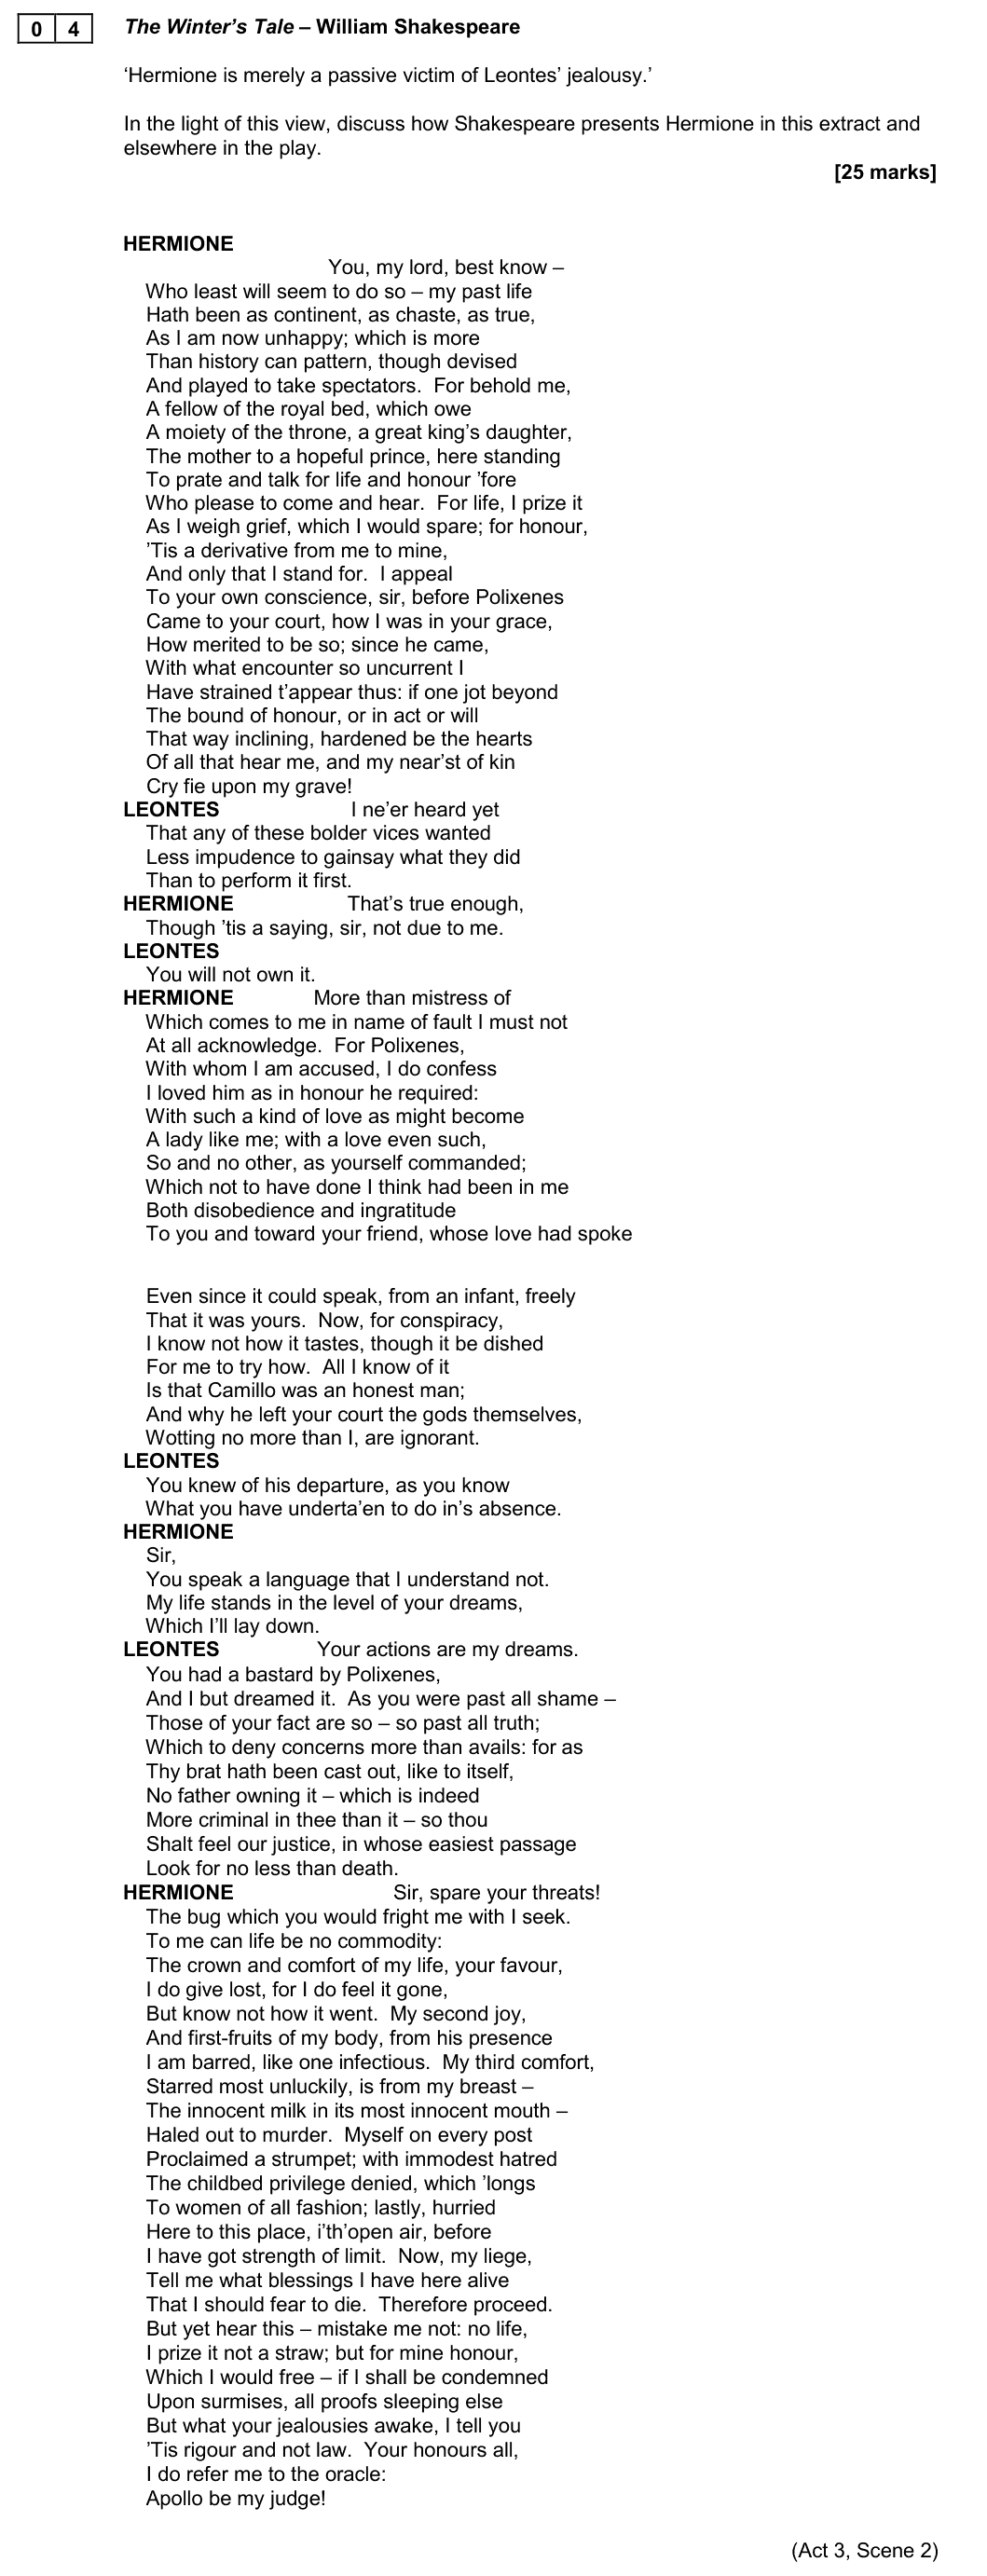 0 4 The Winter’s Tale – William Shakespeare
‘Hermione is merely a passive victim of Leontes’ jealousy.’
In the light of this view, discuss how Shakespeare presents Hermione in this extract and
elsewhere in the play.
[25 marks]
HERMIONE
You, my lord, best know –
Who least will seem to do so – my past life
Hath been as continent, as chaste, as true,
As I am now unhappy; which is more
Than history can pattern, though devised
And played to take spectators. For behold me,
A fellow of the royal bed, which owe
A moiety of the throne, a great king’s daughter,
The mother to a hopeful prince, here standing
To prate and talk for life and honour ’fore
Who please to come and hear. For life, I prize it
As I weigh grief, which I would spare; for honour,
’Tis a derivative from me to mine,
And only that I stand for. I appeal
To your own conscience, sir, before Polixenes
Came to your court, how I was in your grace,
How merited to be so; since he came,
With what encounter so uncurrent I
Have strained t’appear thus: if one jot beyond
The bound of honour, or in act or will
That way inclining, hardened be the hearts
Of all that hear me, and my near’st of kin
Cry fie upon my grave!
LEONTES I ne’er heard yet
That any of these bolder vices wanted
Less impudence to gainsay what they did
Than to perform it first.
HERMIONE That’s true enough,
Though ’tis a saying, sir, not due to me.
LEONTES
You will not own it.
HERMIONE More than mistress of
Which comes to me in name of fault I must not
At all acknowledge. For Polixenes,
With whom I am accused, I do confess
I loved him as in honour he required:
With such a kind of love as might become
A lady like me; with a love even such,
So and no other, as yourself commanded;
Which not to have done I think had been in me
Both disobedience and ingratitude
To you and toward your friend, whose love had spoke
Even since it could speak, from an infant, freely
That it was yours. Now, for conspiracy,
I know not how it tastes, though it be dished
For me to try how. All I know of it
Is that Camillo was an honest man;
And why he left your court the gods themselves,
Wotting no more than I, are ignorant.
LEONTES
You knew of his departure, as you know
What you have underta’en to do in’s absence.
HERMIONE
Sir,
You speak a language that I understand not.
My life stands in the level of your dreams,
Which I’ll lay down.
LEONTES Your actions are my dreams.
You had a bastard by Polixenes,
And I but dreamed it. As you were past all shame –
Those of your fact are so – so past all truth;
Which to deny concerns more than avails: for as
Thy brat hath been cast out, like to itself,
No father owning it – which is indeed
More criminal in thee than it – so thou
Shalt feel our justice, in whose easiest passage
Look for no less than death.
HERMIONE Sir, spare your threats!
The bug which you would fright me with I seek.
To me can life be no commodity:
The crown and comfort of my life, your favour,
I do give lost, for I do feel it gone,
But know not how it went. My second joy,
And first-fruits of my body, from his presence
I am barred, like one infectious. My third comfort,
Starred most unluckily, is from my breast –
The innocent milk in its most innocent mouth –
Haled out to murder. Myself on every post
Proclaimed a strumpet; with immodest hatred
The childbed privilege denied, which ’longs
To women of all fashion; lastly, hurried
Here to this place, i’th’open air, before
I have got strength of limit. Now, my liege,
Tell me what blessings I have here alive
That I should fear to die. Therefore proceed.
But yet hear this – mistake me not: no life,
I prize it not a straw; but for mine honour,
Which I would free – if I shall be condemned
Upon surmises, all proofs sleeping else
But what your jealousies awake, I tell you
’Tis rigour and not law. Your honours all,
I do refer me to the oracle:
Apollo be my judge!
(Act 3, Scene 2)